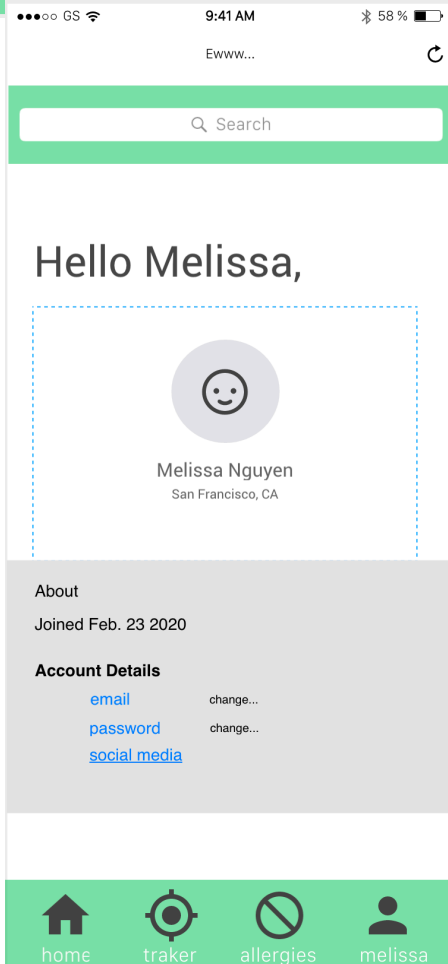 GS 9:41 AM 58 %
Ewww...
Search
Hello Melissa,
Melissa Nguyen
San Francisco, CA
About
Joined Feb. 23 2020
Account Details
email change...
password change...
social media
home traker allergies melissa